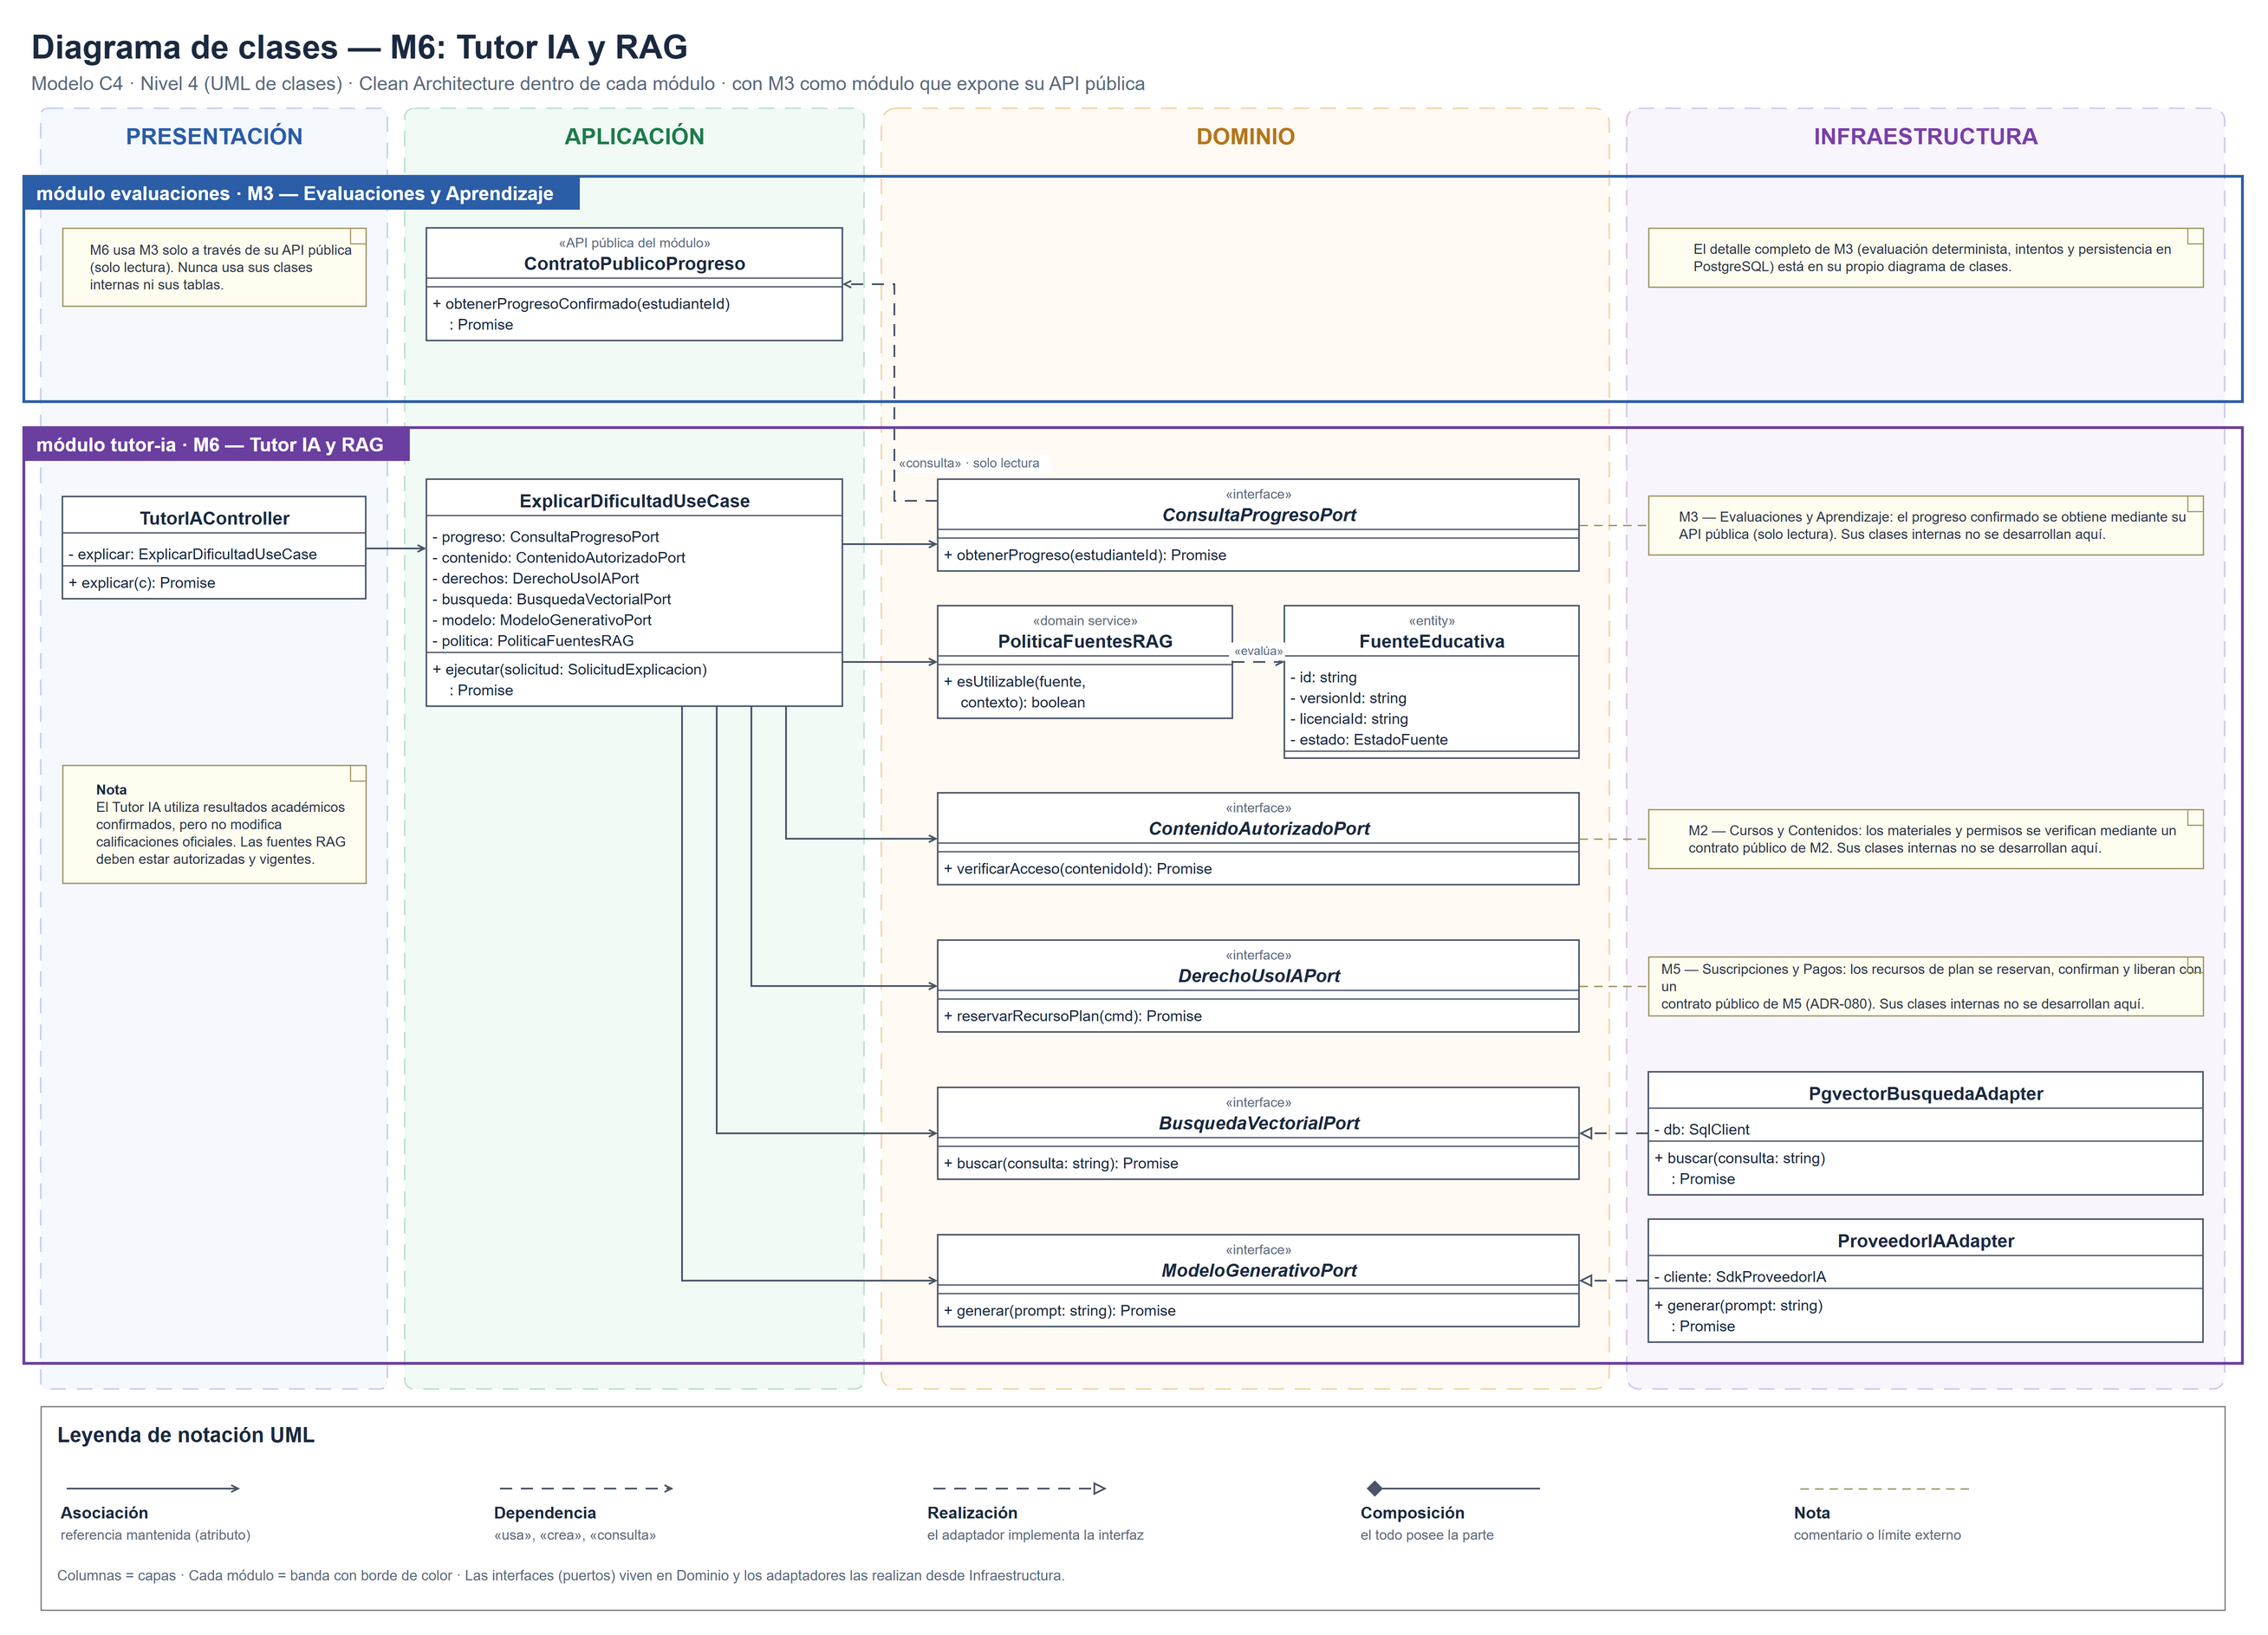 Diagrama de clases — M6: Tutor IA y RAG
Modelo C4 · Nivel 4 (UML de clases) · Clean Architecture dentro de cada módulo · con M3 como módulo que expone su API pública
PRESENTACIÓN
APLICACIÓN
DOMINIO
INFRAESTRUCTURA
módulo evaluaciones · M3 — Evaluaciones y Aprendizaje
M6 usa M3 solo a través de su API pública
(solo lectura). Nunca usa sus clases
internas ni sus tablas.
«API pública del módulo»
ContratoPublicoProgreso
+ obtenerProgresoConfirmado(estudianteId)
: Promise
El detalle completo de M3 (evaluación determinista, intentos y persistencia en
PostgreSQL) está en su propio diagrama de clases.
módulo tutor-ia · M6 — Tutor IA y RAG
«consulta» · solo lectura
TutorIAController
- explicar: ExplicarDificultadUseCase
+ explicar(c): Promise
ExplicarDificultadUseCase
- progreso: ConsultaProgresoPort
- contenido: ContenidoAutorizadoPort
- derechos: DerechoUsoIAPort
- busqueda: BusquedaVectorialPort
- modelo: ModeloGenerativoPort
- politica: PoliticaFuentesRAG
+ ejecutar(solicitud: SolicitudExplicacion)
: Promise
«interface»
ConsultaProgresoPort
+ obtenerProgreso(estudianteId): Promise
M3 — Evaluaciones y Aprendizaje: el progreso confirmado se obtiene mediante su
API pública (solo lectura). Sus clases internas no se desarrollan aquí.
«domain service»
PoliticaFuentesRAG
+ esUtilizable(fuente,
contexto): boolean
«evalúa»
«entity»
FuenteEducativa
- id: string
- versionId: string
- licenciaId: string
- estado: EstadoFuente
Nota
El Tutor IA utiliza resultados académicos
confirmados, pero no modifica
calificaciones oficiales. Las fuentes RAG
deben estar autorizadas y vigentes.
«interface»
ContenidoAutorizadoPort
+ verificarAcceso(contenidoId): Promise
M2 — Cursos y Contenidos: los materiales y permisos se verifican mediante un
contrato público de M2. Sus clases internas no se desarrollan aquí.
«interface»
DerechoUsoIAPort
+ reservarRecursoPlan(cmd): Promise
M5 — Suscripciones y Pagos: los recursos de plan se reservan, confirman y liberan con
un
contrato público de M5 (ADR-080). Sus clases internas no se desarrollan aquí.
«interface»
BusquedaVectorialPort
+ buscar(consulta: string): Promise
PgvectorBusquedaAdapter
- db: SqlClient
+ buscar(consulta: string)
: Promise
«interface»
ModeloGenerativoPort
+ generar(prompt: string): Promise
ProveedorIAAdapter
- cliente: SdkProveedorIA
+ generar(prompt: string)
: Promise
Leyenda de notación UML
Asociación
referencia mantenida (atributo)
Dependencia
«usa», «crea», «consulta»
Realización
el adaptador implementa la interfaz
Composición
el todo posee la parte
Nota
comentario o límite externo
Columnas = capas · Cada módulo = banda con borde de color · Las interfaces (puertos) viven en Dominio y los adaptadores las realizan desde Infraestructura.